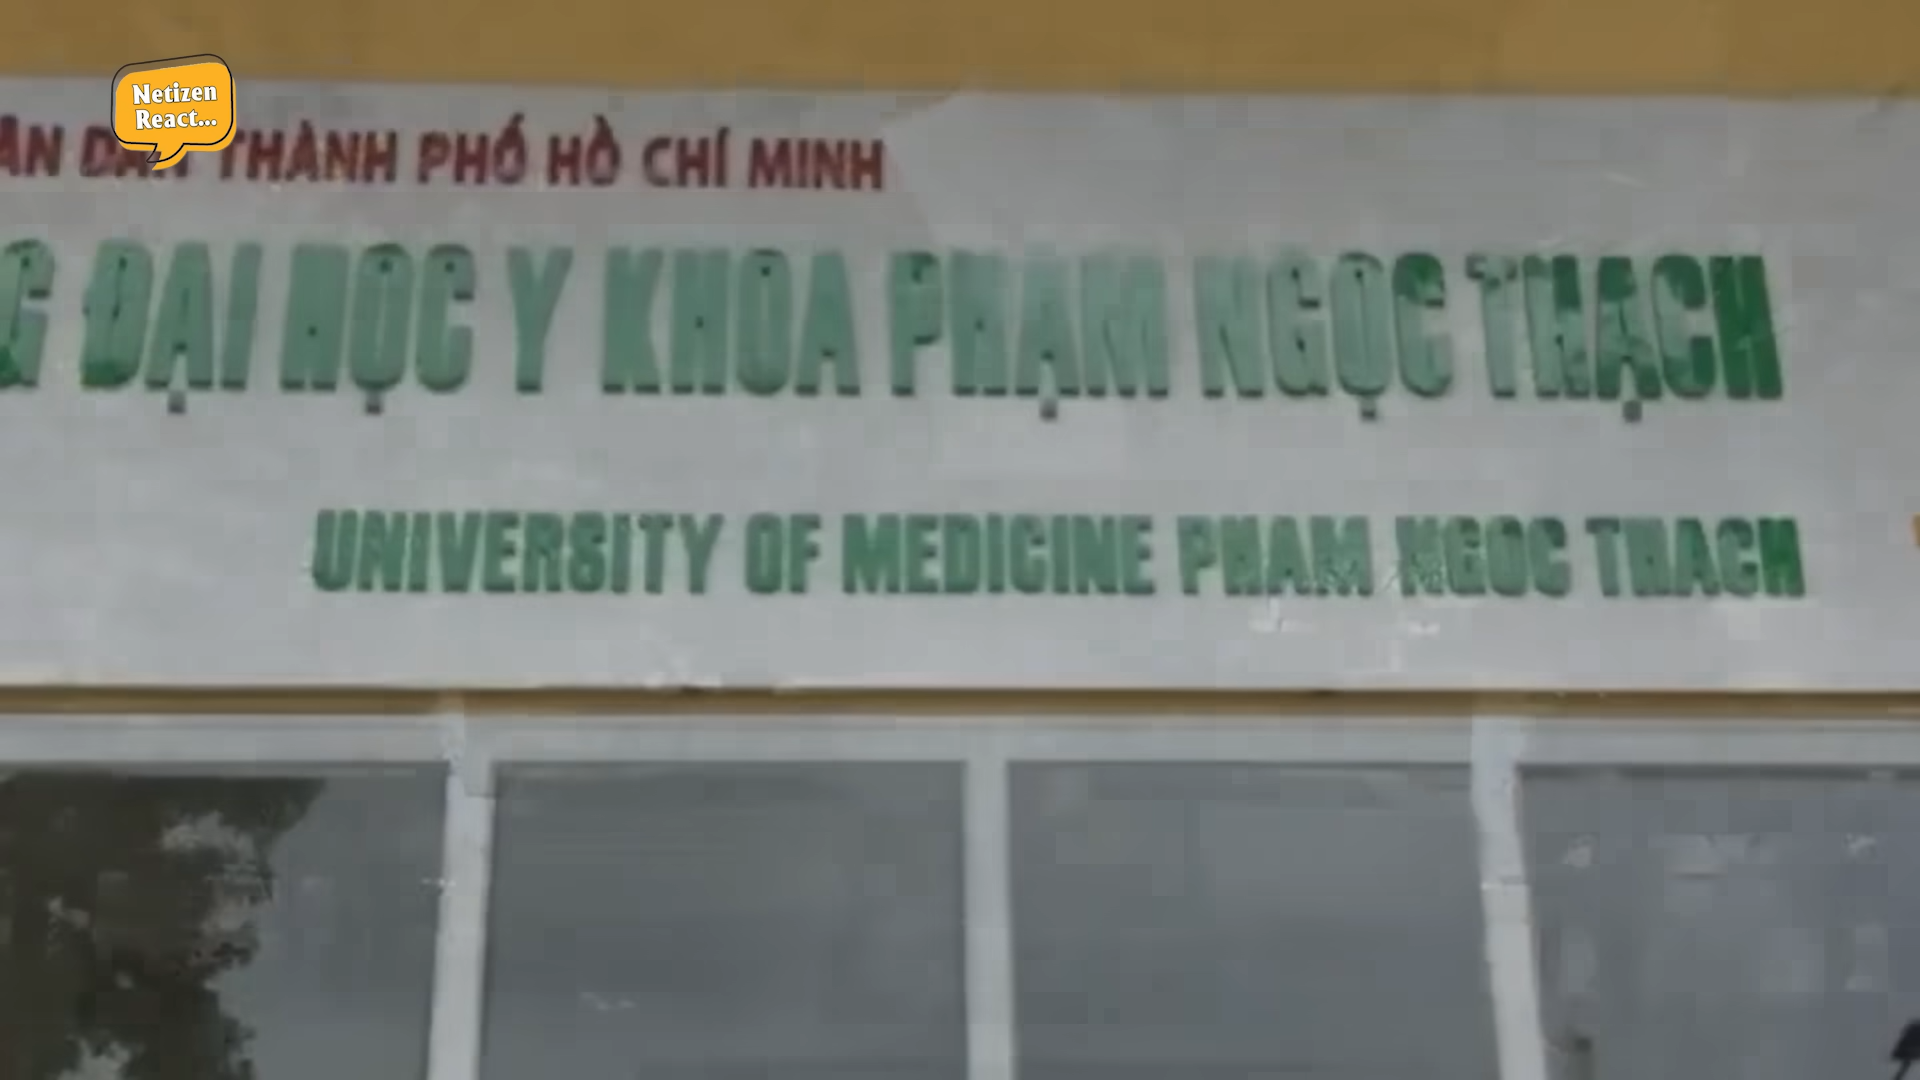 Netizen
React...
THÀNH PHỐ HỒ CHÍ MINH
ĐẠI HỌC Y KHOA PHẠM NGỌC THẠCH
UNIVERSITY OF MEDICINE PHAM NGOC THACH